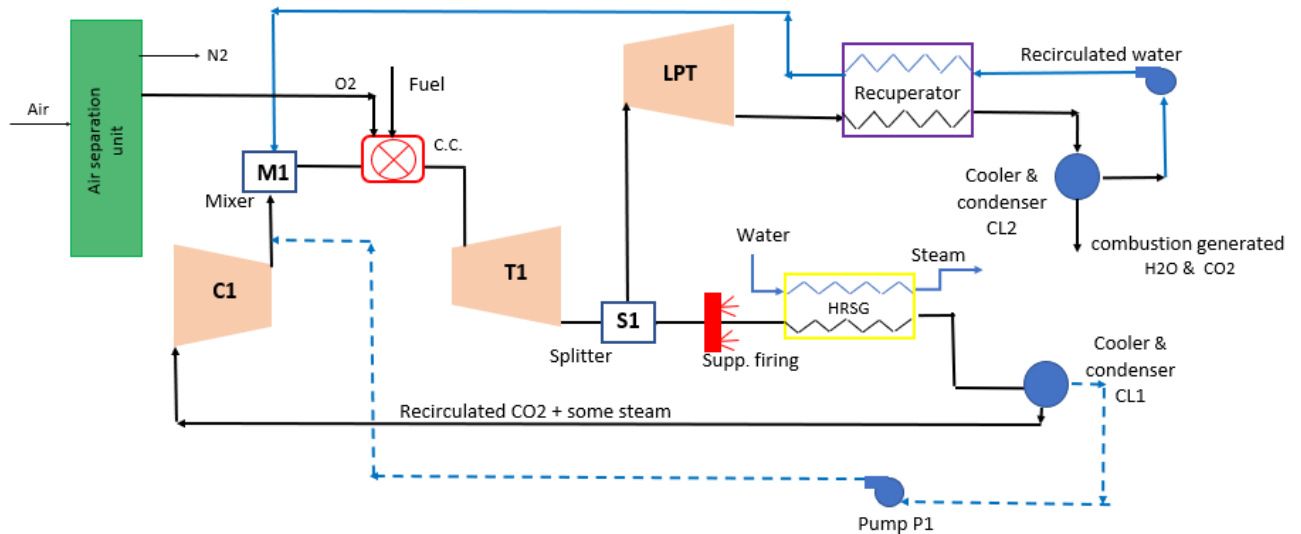 N2
Air
Air separation
unit
O2
Fuel
C.C.
M1
Mixer
C1
T1
S1
Splitter
LPT
Recuperator
Recirculated water
Cooler &
condenser
CL2
combustion generated
H2O & CO2
Water
Steam
HRSG
Supp. firing
Cooler &
condenser
CL1
Recirculated CO2 + some steam
Pump P1